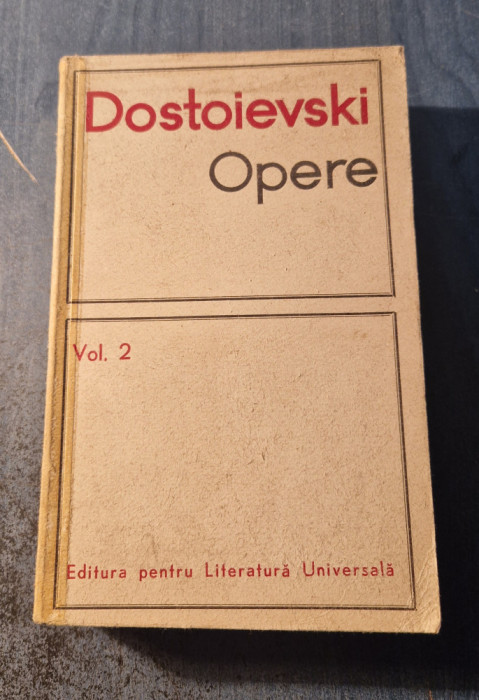 Dostoievski
Opere
Vol. 2
Editura pentru Literatură Universală